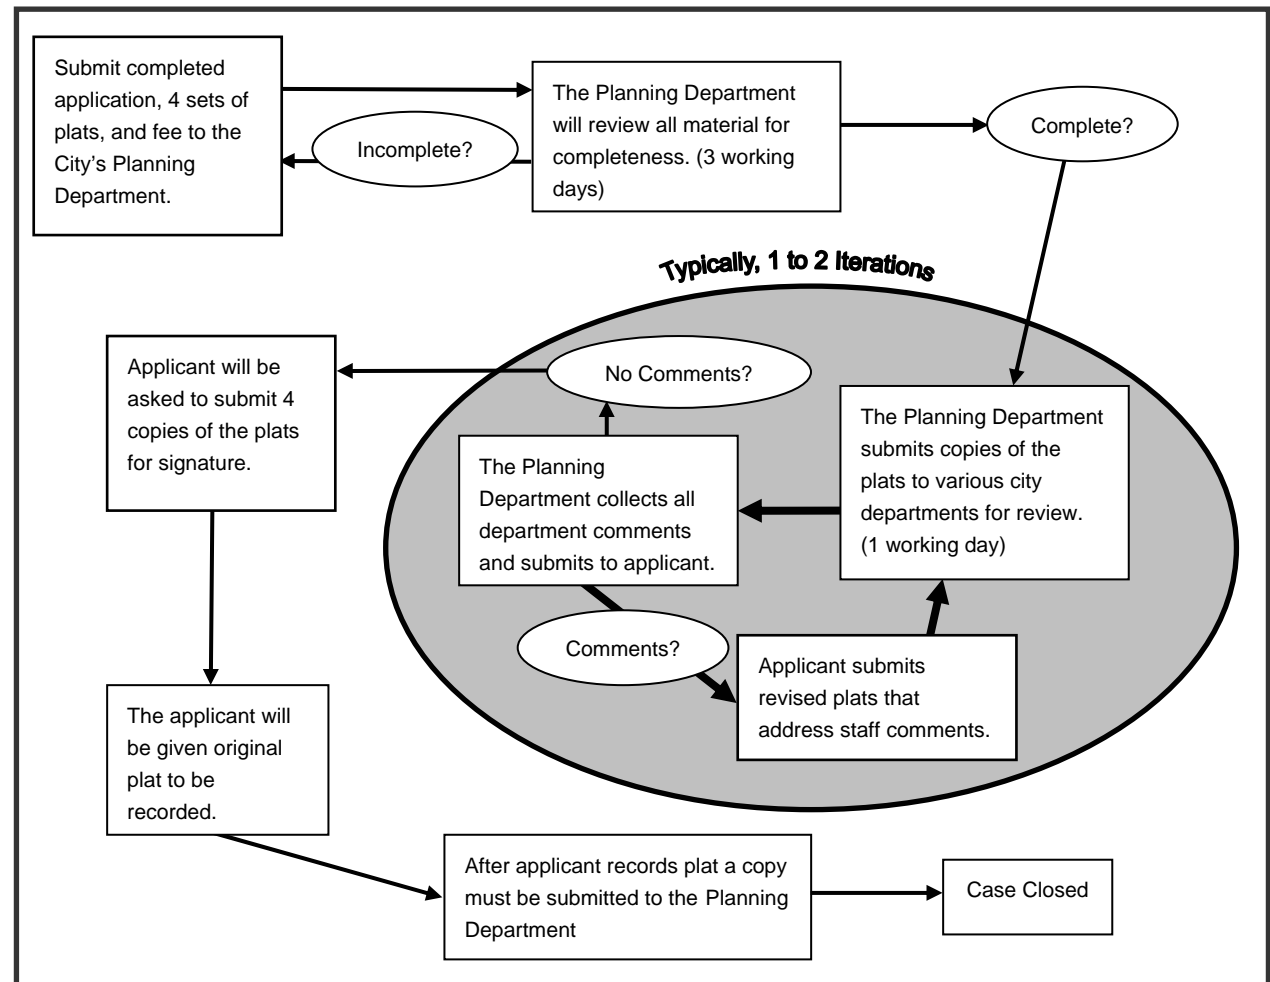 Submit completed
application, 4 sets of
plats, and fee to the
City’s Planning
Department.
Incomplete?
The Planning Department
will review all material for
completeness. (3 working
days)
Complete?
Typically, 1 to 2 Iterations
No Comments?
Applicant will be
asked to submit 4
copies of the plats
for signature.
The Planning
Department collects all
department comments
and submits to applicant.
The Planning Department
submits copies of the
plats to various city
departments for review.
(1 working day)
Comments?
Applicant submits
revised plats that
address staff comments.
The applicant will
be given original
plat to be
recorded.
After applicant records plat a copy
must be submitted to the Planning
Department
Case Closed